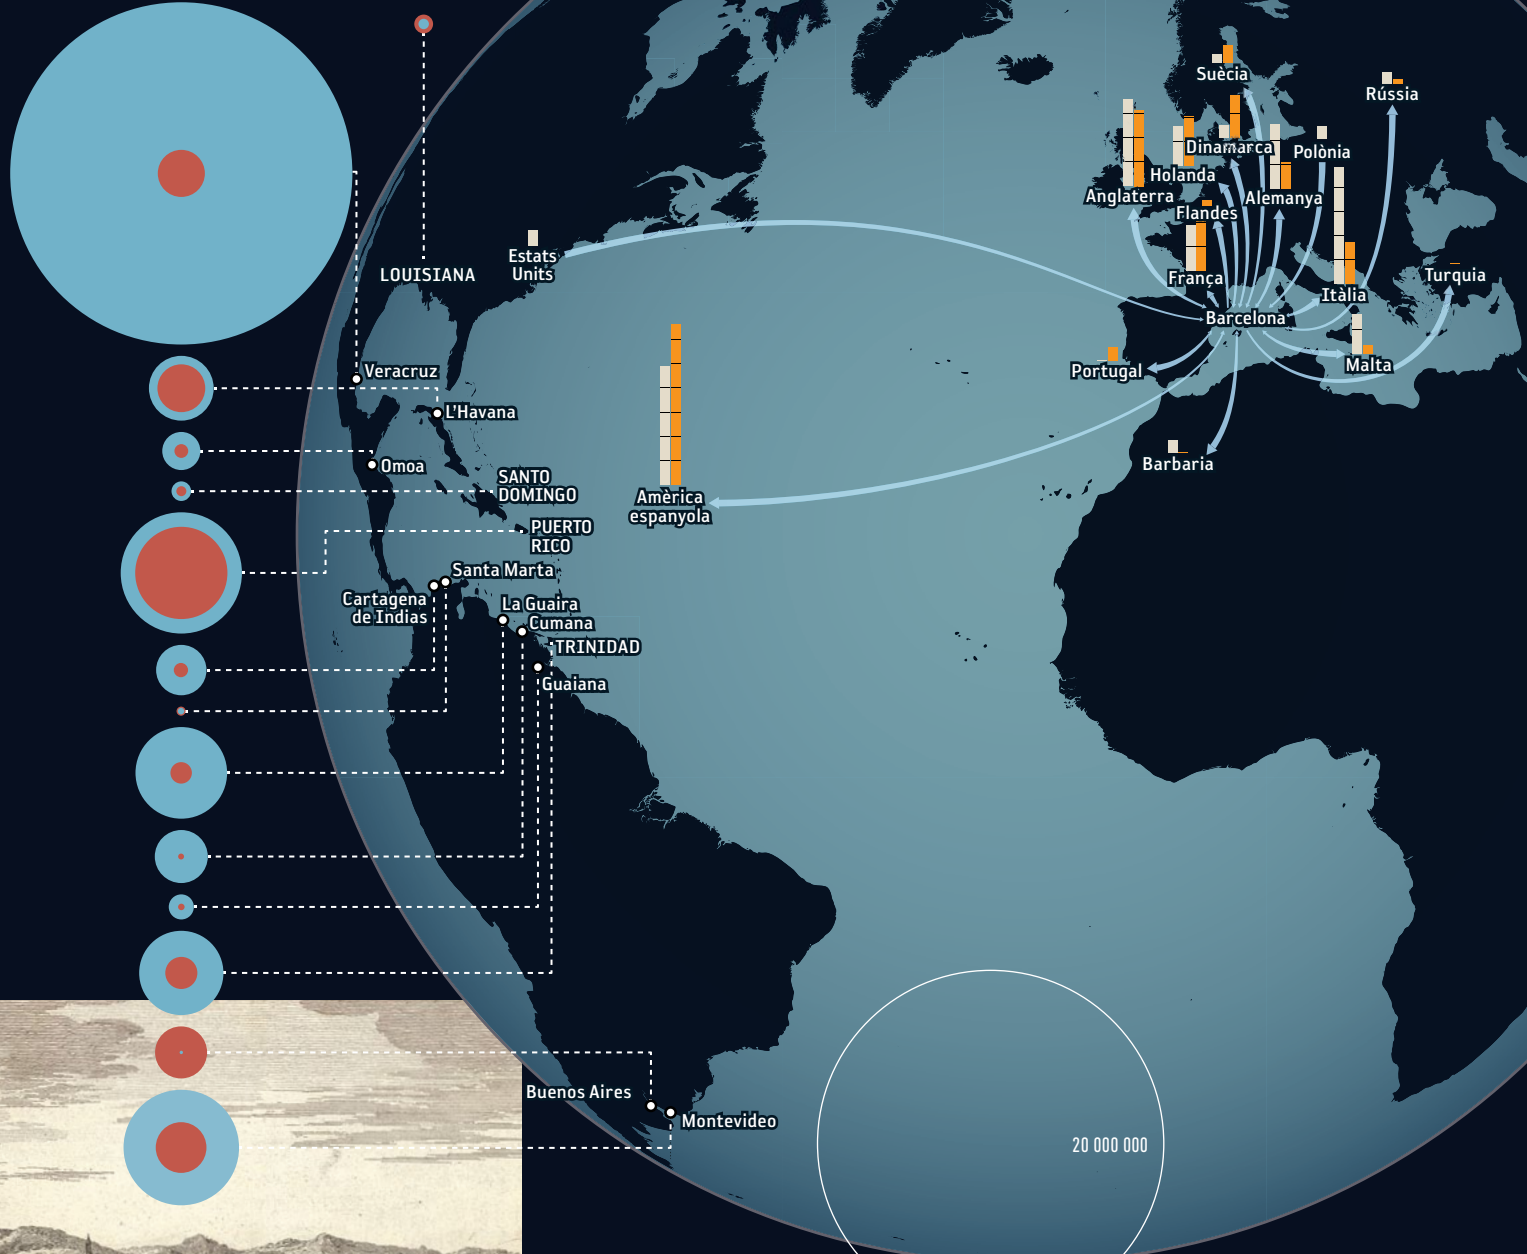 Suècia
Rússia
Dinamarca
Polònia
Holanda
Anglaterra
Alemanya
Flandes
Estats
Units
LOUISIANA
França
Turquia
Itàlia
Barcelona
Portugal
Malta
Veracruz
L'Havana
Omoa
Barbaria
SANTO
DOMINGO
Amèrica
espanyola
PUERTO
RICO
Santa Marta
Cartagena
de Indias
La Guaira
Cumana
TRINIDAD
Guaiana
Buenos Aires
Montevideo
20 000 000